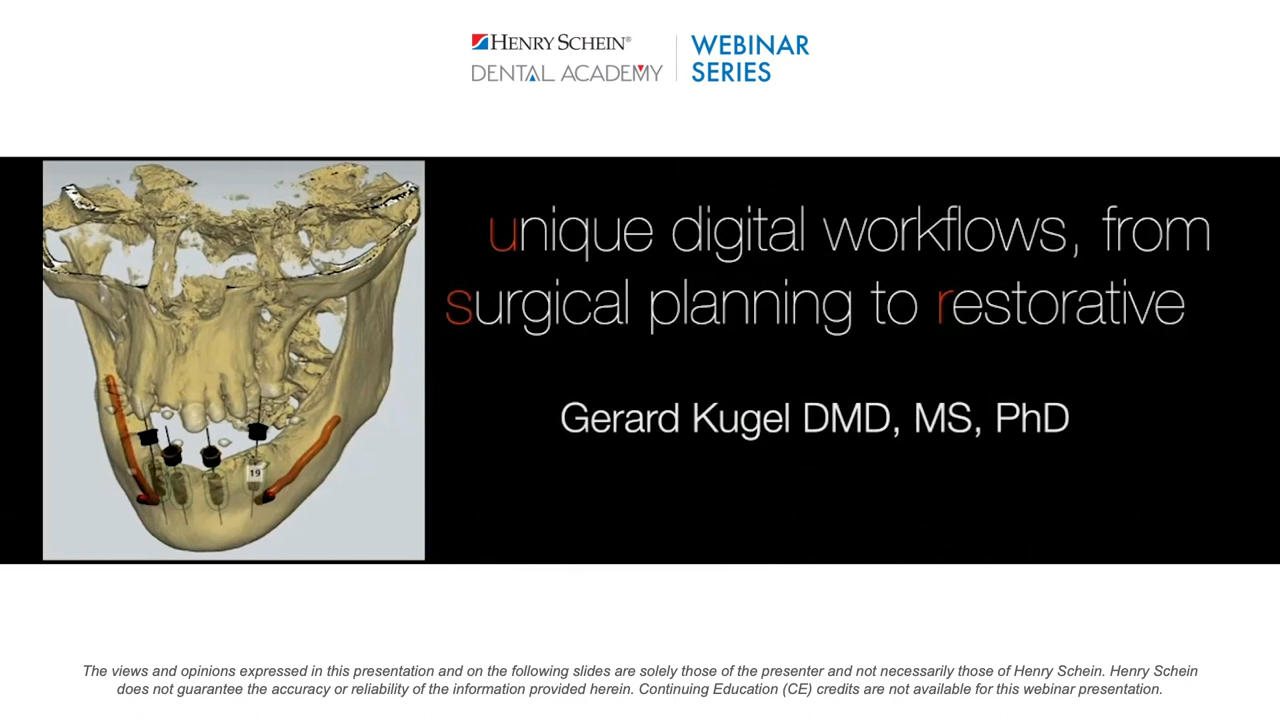 HENRY SCHEIN®
DENTAL ACADEMY
WEBINAR
SERIES
unique digital workflows, from
surgical planning to restorative
Gerard Kugel DMD, MS, PhD
19
The views and opinions expressed in this presentation and on the following slides are solely those of the presenter and not necessarily those of Henry Schein. Henry Schein
does not guarantee the accuracy or reliability of the information provided herein. Continuing Education (CE) credits are not available for this webinar presentation.